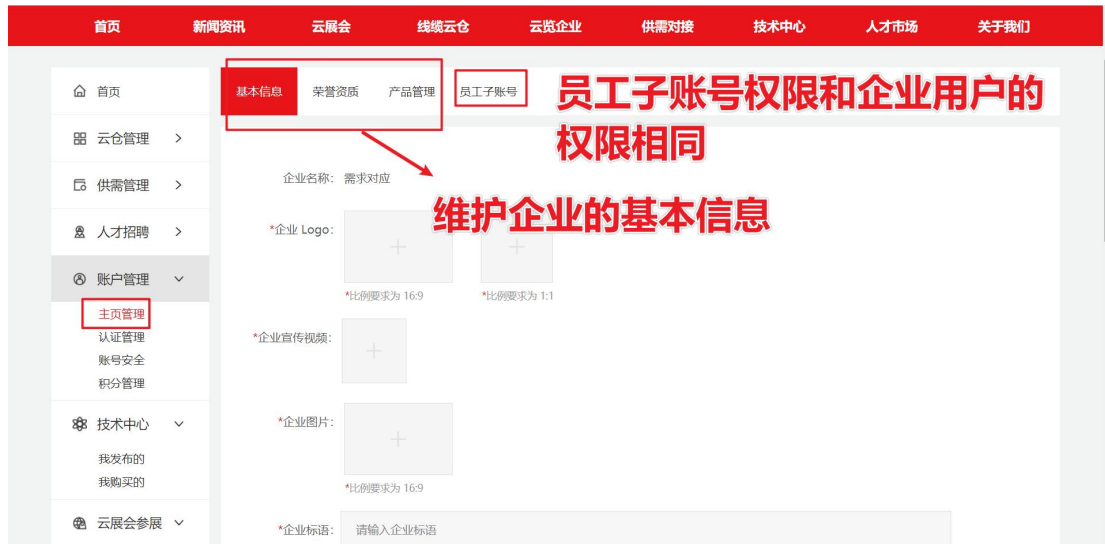 首页 新闻资讯 云展会 线缆云仓 云览企业 供需对接 技术中心 人才市场 关于我们
首页
云仓管理
供需管理
人才招聘
账户管理
主页管理
认证管理
账号安全
积分管理
技术中心
我发布的
我购买的
云展会参展
基本信息 荣誉资质 产品管理 员工子账号
员工子账号权限和企业用户的
权限相同
企业名称: 需求对应
维护企业的基本信息
*企业 Logo:
*比例要求为 16:9 *比例要求为 1:1
*企业宣传视频:
*企业图片:
*比例要求为 16:9
*企业标语: 请输入企业标语